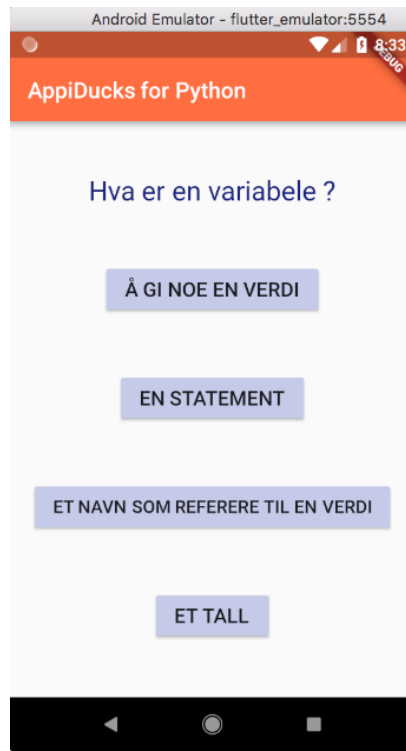 Android Emulator - flutter_emulator:5554
8:33
DEBUG
AppiDucks for Python
Hva er en variabele ?
Å GI NOE EN VERDI
EN STATEMENT
ET NAVN SOM REFERERE TIL EN VERDI
ET TALL